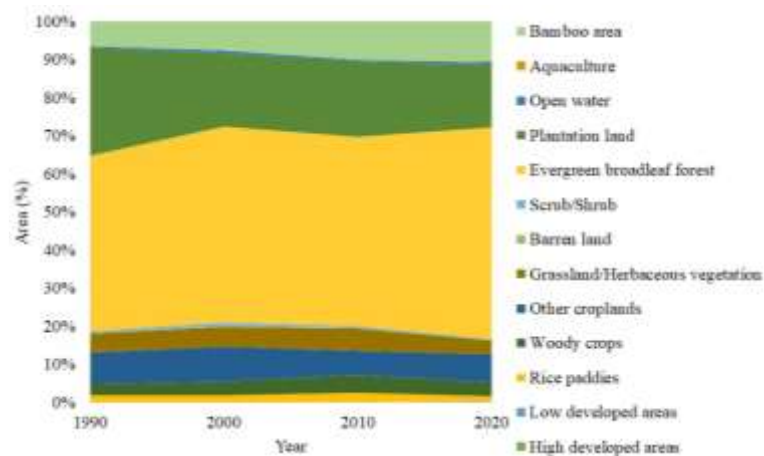 100%
90%
80%
70%
60%
50%
40%
30%
20%
10%
0%
Area (%)
1990
2000
2010
2020
Year
Bamboo area
Aquaculture
Open water
Plantation land
Evergreen broadleaf forest
Scrub/Shrub
Barren land
Grassland/Herbaceous vegetation
Other croplands
Woody crops
Rice paddies
Low developed areas
High developed areas